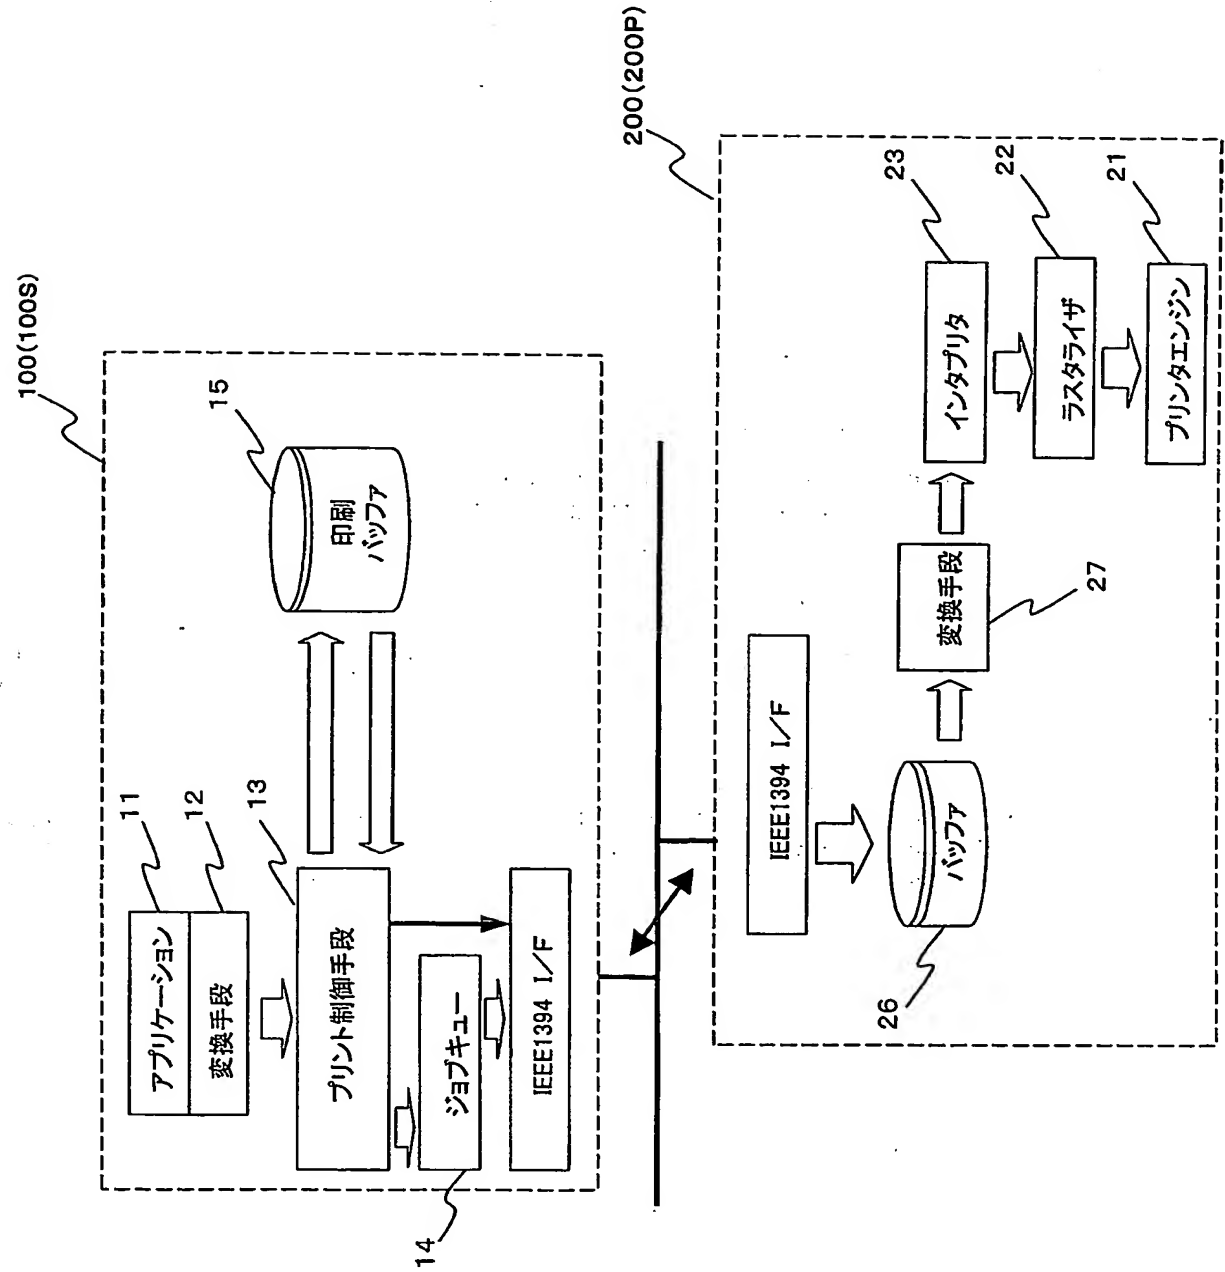 100(100S)
11
アプリケーション
12
変換手段
13
プリント制御手段
15
印刷
バッファ
14
ジョブキュー
IEEE1394 I/F
200(200P)
IEEE1394 I/F
26
バッファ
変換手段
27
インタプリタ
23
ラスタライザ
22
プリンタエンジン
21